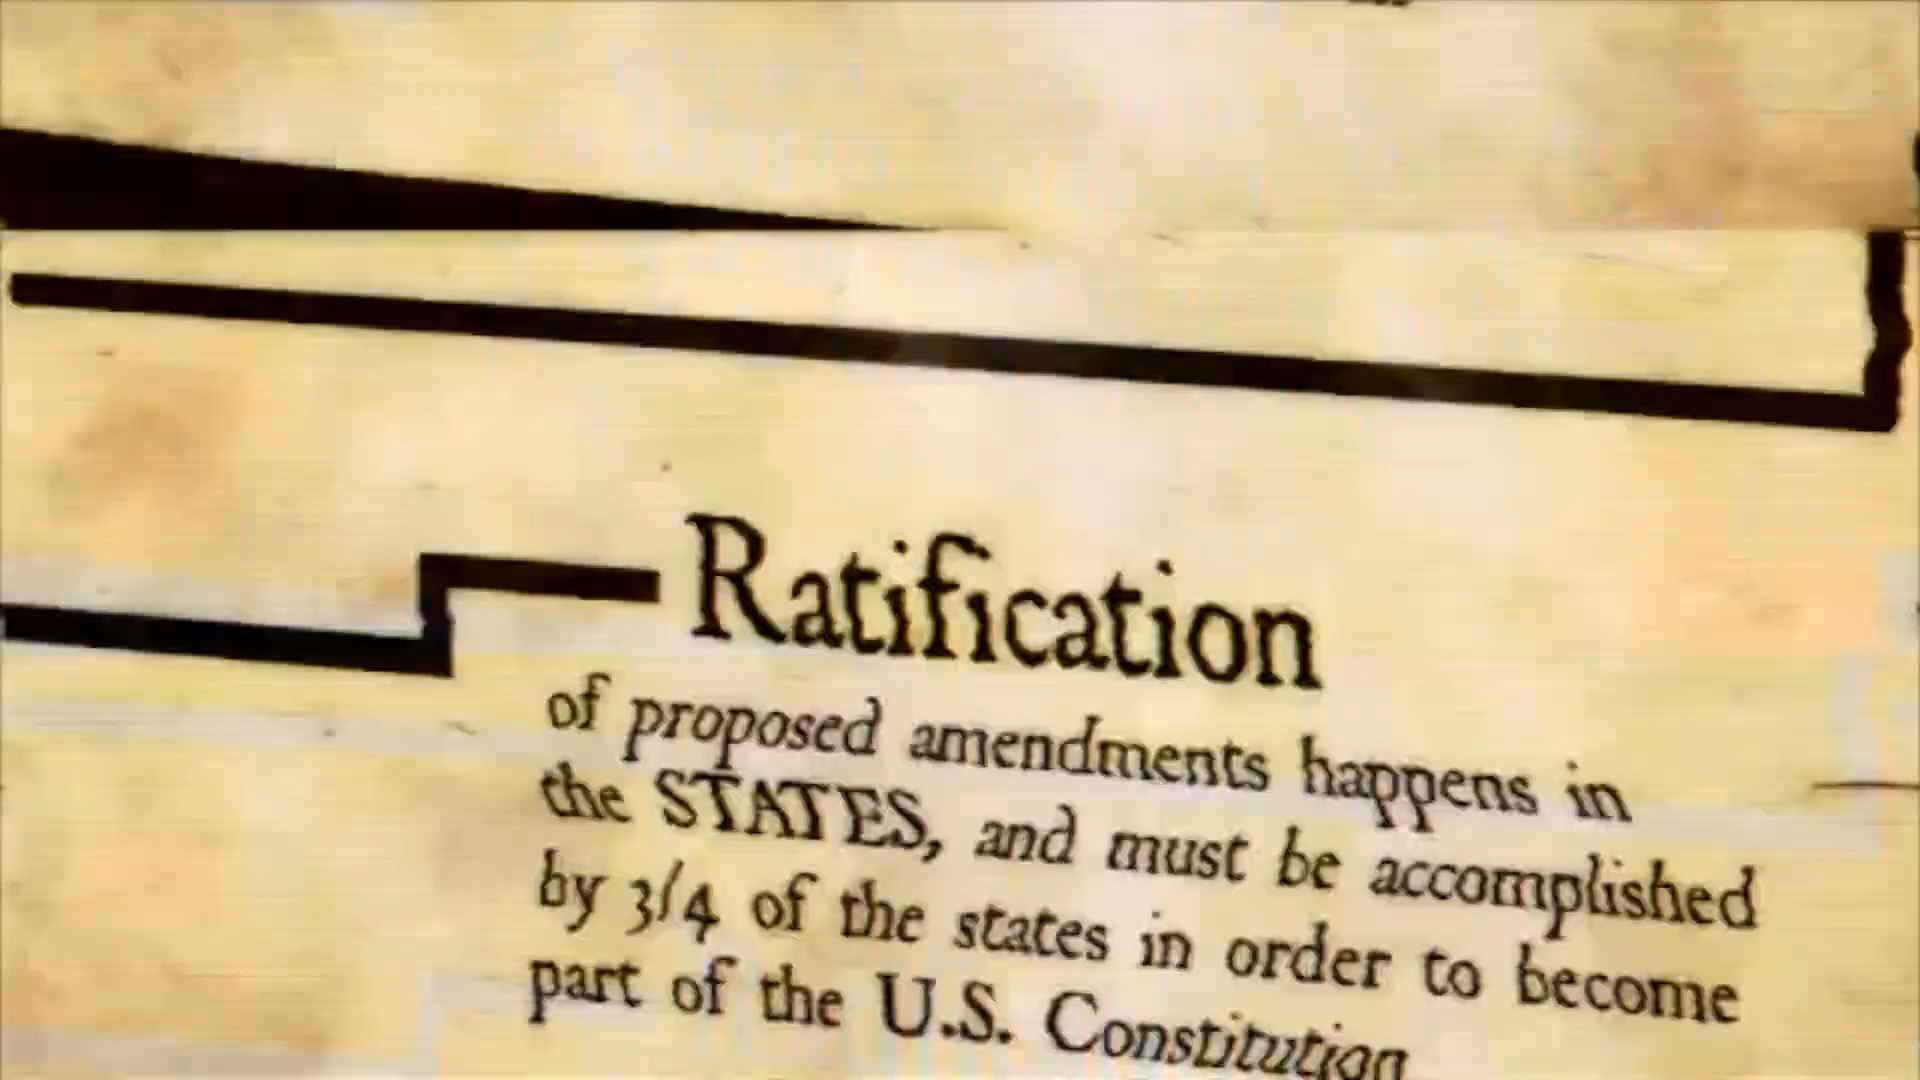 Ratification
of proposed amendments happens in
the STATES, and must be accomplished
by 3/4 of the states in order to become
part of the U.S. Constitution